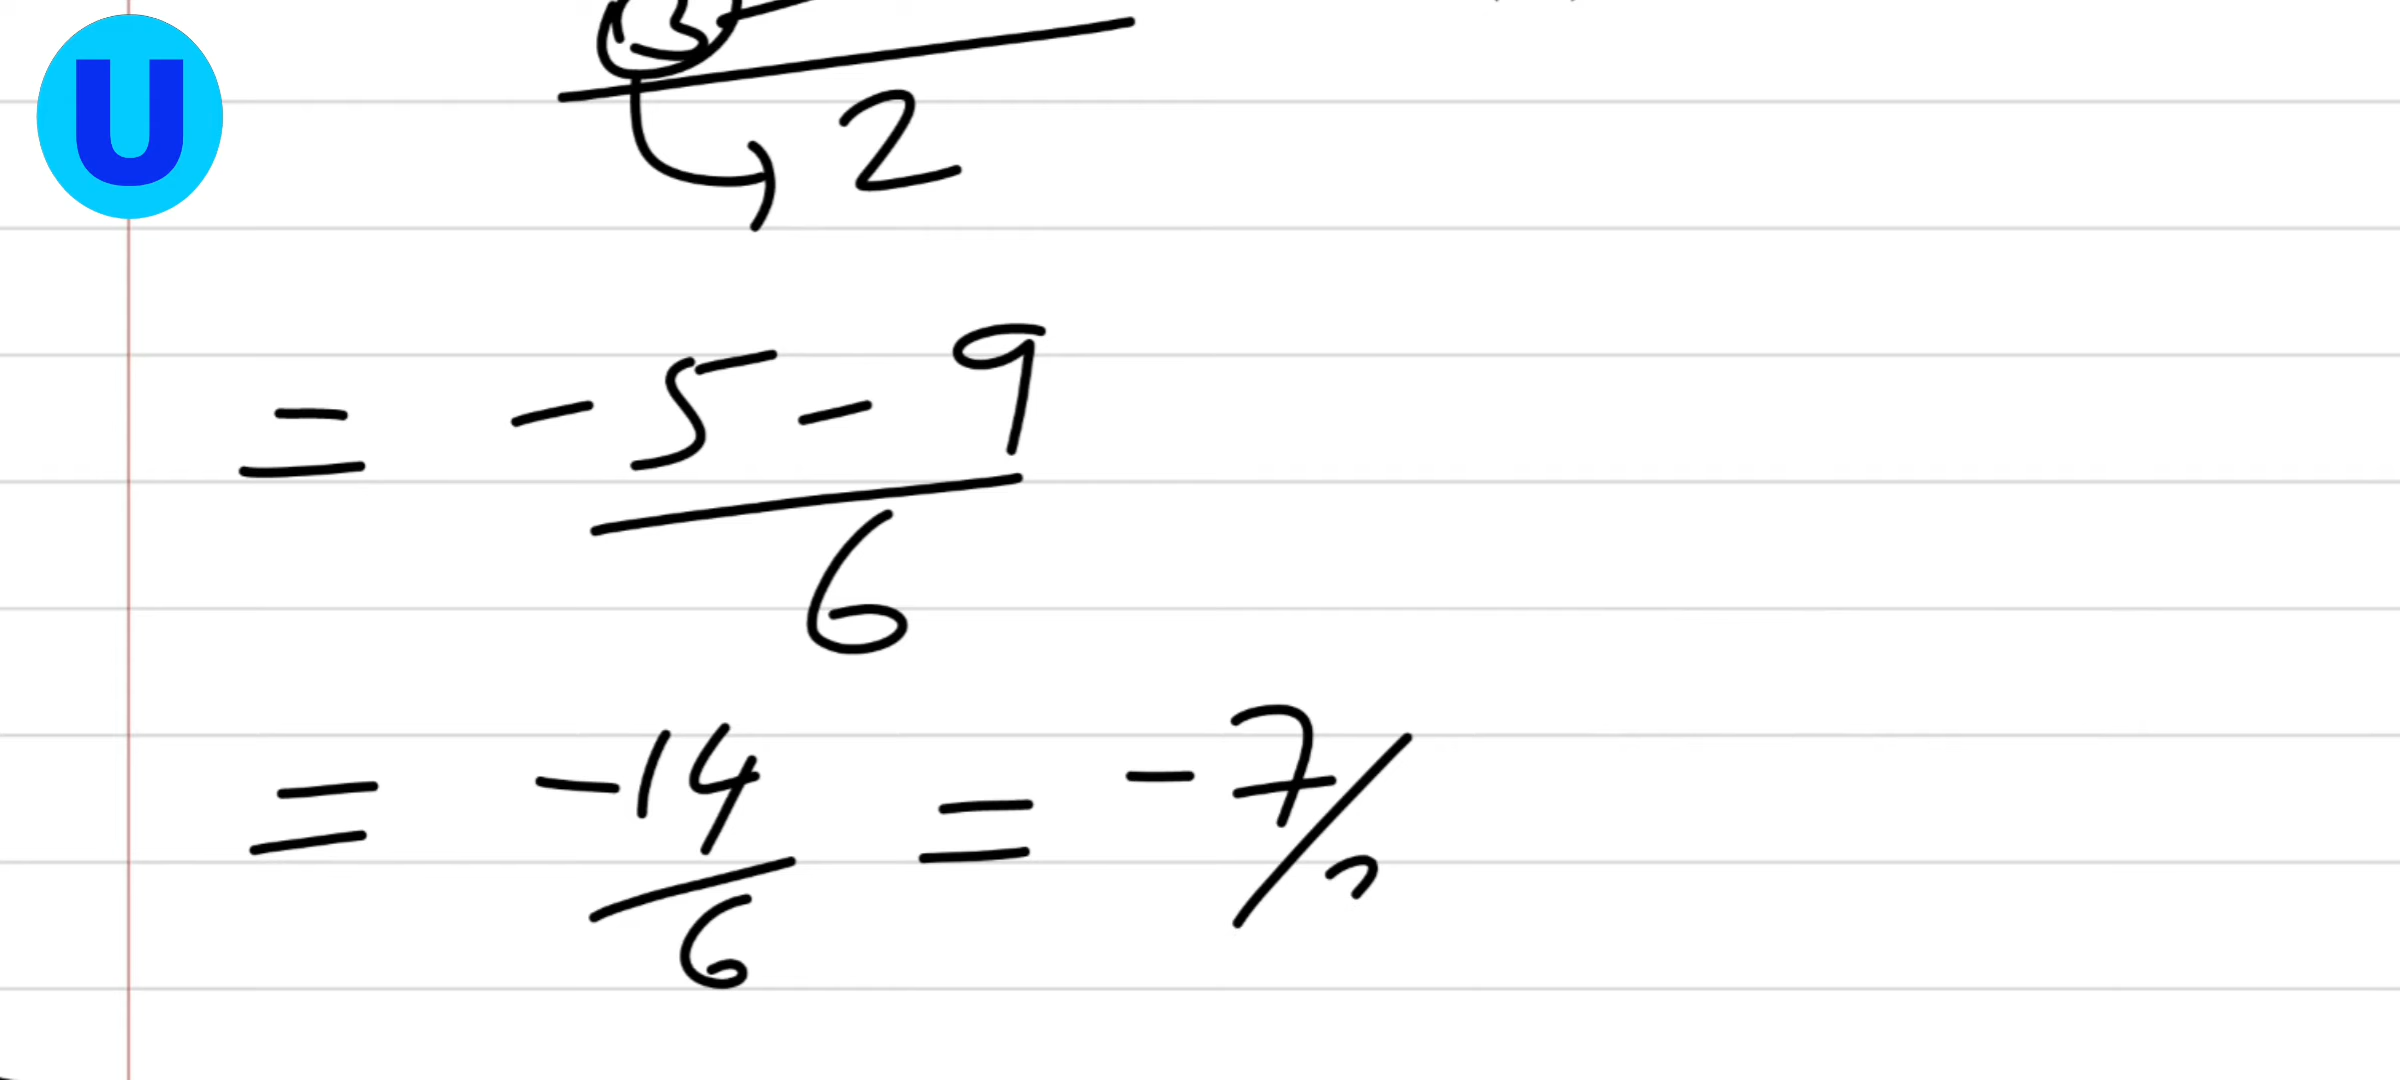 U
3
2
= -5 - 9
6
= -14/6 = -7/